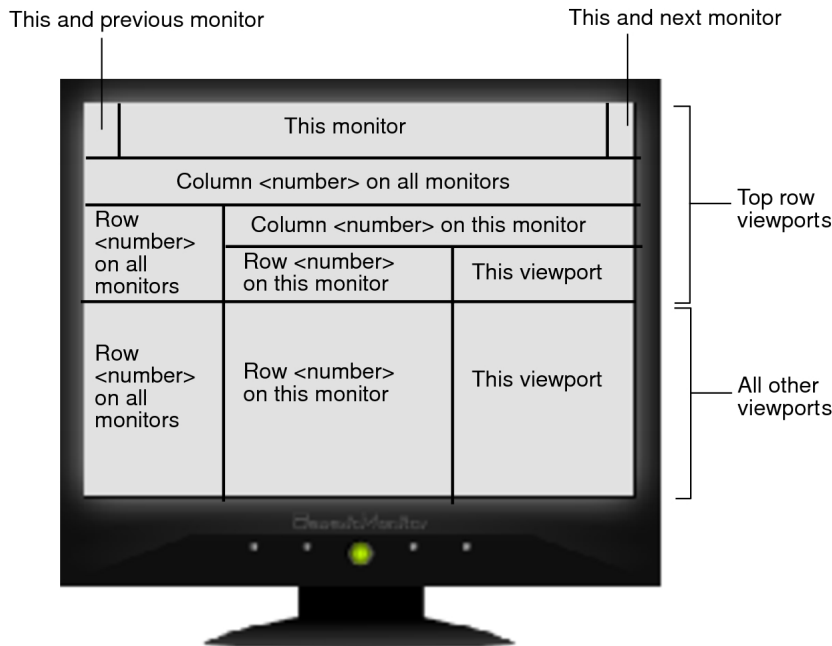 This and previous monitor
This and next monitor
This monitor
Column <number> on all monitors
Row
<number>
on all
monitors
Column <number> on this monitor
Row <number>
on this monitor
This viewport
Top row
viewports
Row
<number>
on all
monitors
Row <number>
on this monitor
This viewport
All other
viewports
ClassicMonitor